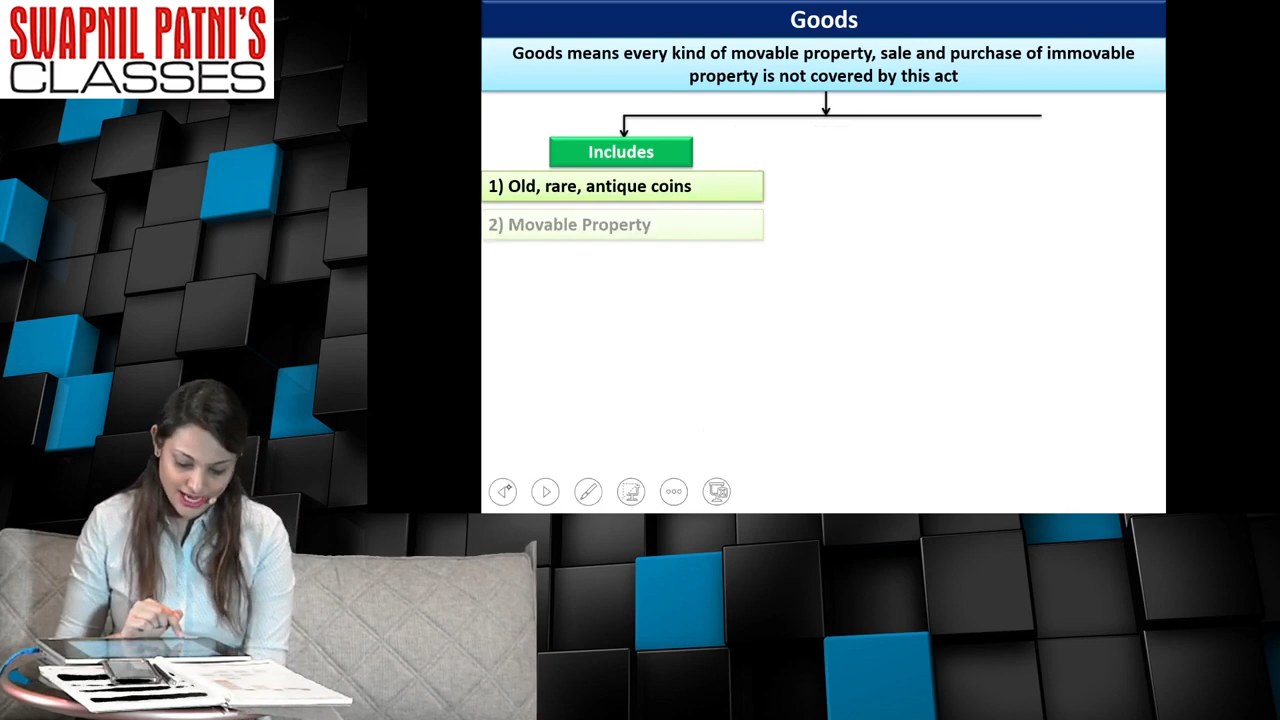 SWAPNIL PATNI'S
CLASSES
Goods
Goods means every kind of movable property, sale and purchase of immovable
property is not covered by this act
Includes
1) Old, rare, antique coins
2) Movable Property